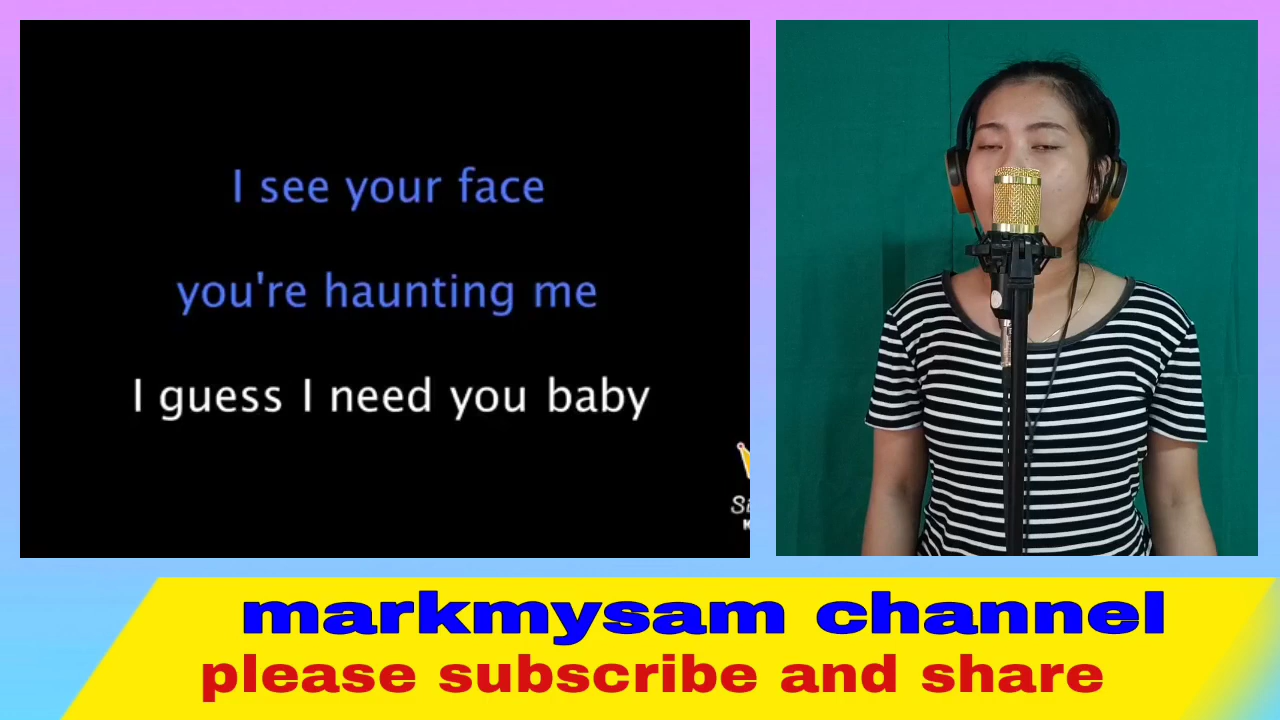 I see your face
you're haunting me
I guess I need you baby
markmysam channel
please subscribe and share